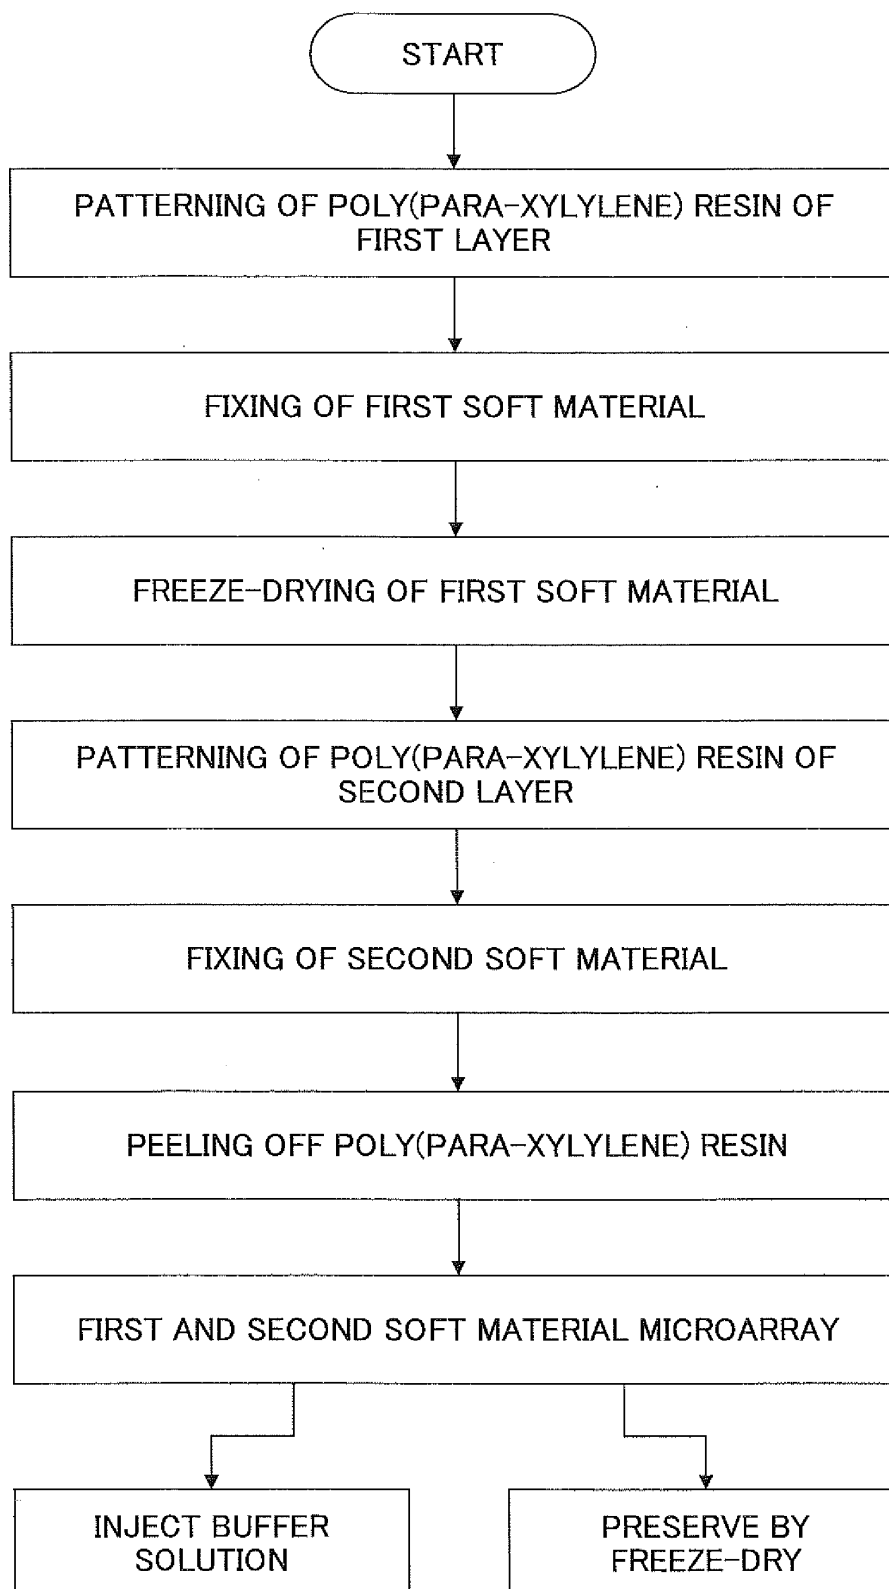 START
PATTERNING OF POLY(PARA-XYLYLENE) RESIN OF
FIRST LAYER
FIXING OF FIRST SOFT MATERIAL
FREEZE-DRYING OF FIRST SOFT MATERIAL
PATTERNING OF POLY(PARA-XYLYLENE) RESIN OF
SECOND LAYER
FIXING OF SECOND SOFT MATERIAL
PEELING OFF POLY(PARA-XYLYLENE) RESIN
FIRST AND SECOND SOFT MATERIAL MICROARRAY
INJECT BUFFER
SOLUTION
PRESERVE BY
FREEZE-DRY